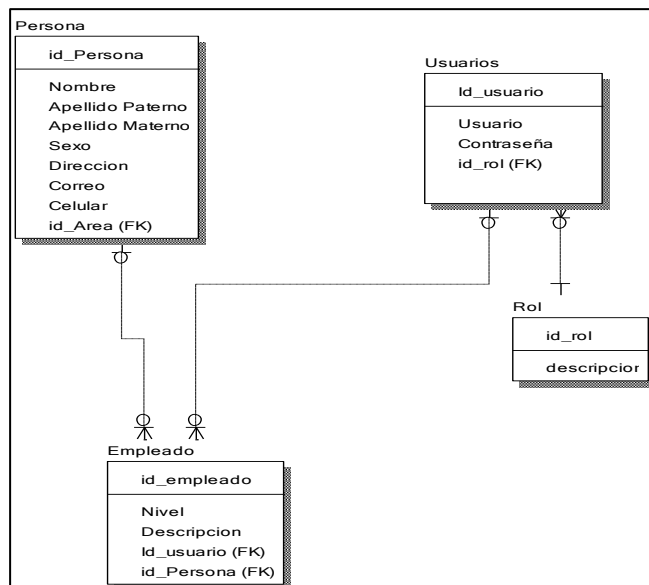 Persona
id_Persona
Nombre
Apellido Paterno
Apellido Materno
Sexo
Direccion
Correo
Celular
id_Area (FK)
Usuarios
Id_usuario
Usuario
Contraseña
id_rol (FK)
Rol
id_rol
descripcior
Empleado
id_empleado
Nivel
Descripcion
Id_usuario (FK)
id_Persona (FK)